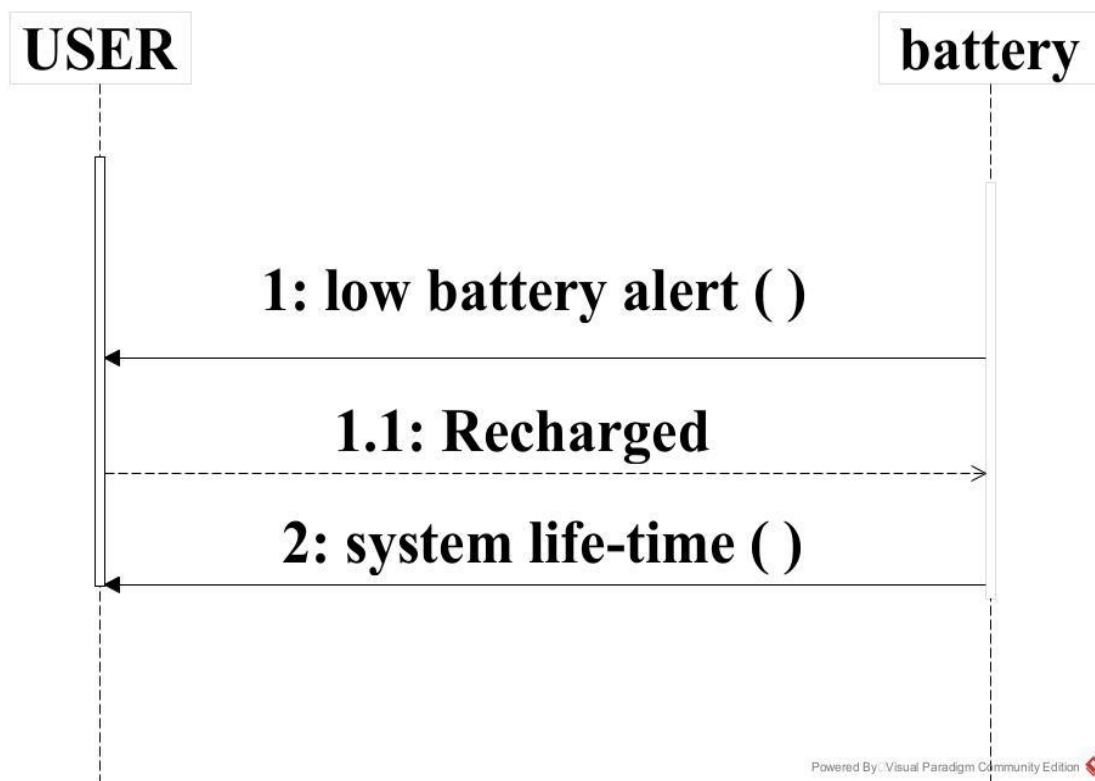 USER
battery
1: low battery alert ( )
1.1: Recharged
2: system life-time ( )
Powered By Visual Paradigm Community Edition